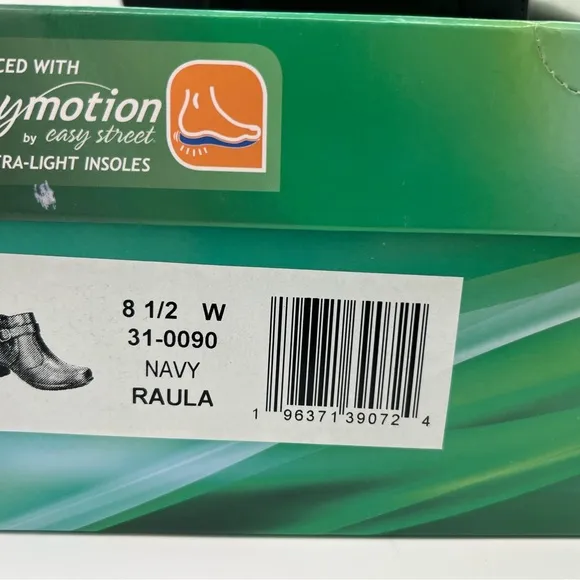 CED WITH
ymotion
by easy street.
RA-LIGHT INSOLES
8 1/2 W
31-0090
NAVY
RAULA
1 96371 39072 4